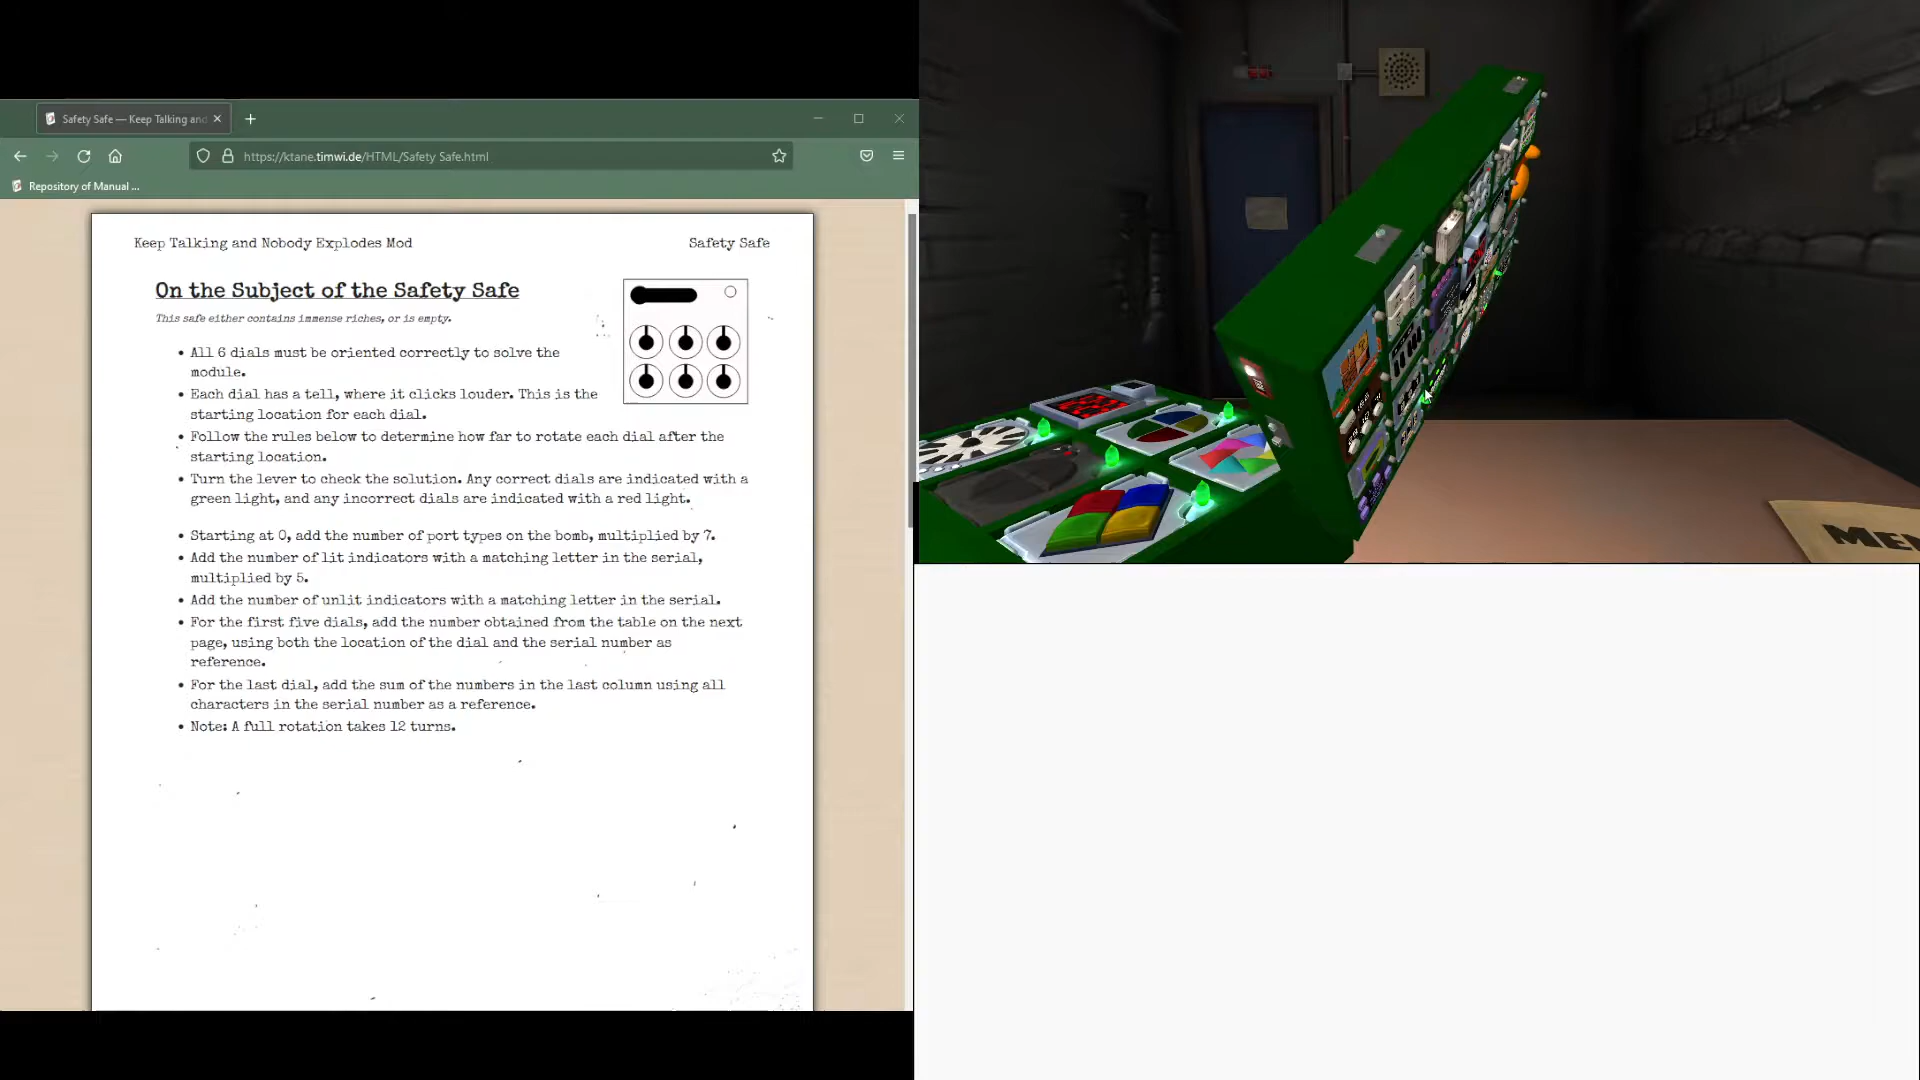 Safety Safe — Keep Talking and
https://ktane.timwi.de/HTML/Safety Safe.html
Repository of Manual ...
Keep Talking and Nobody Explodes Mod
Safety Safe
On the Subject of the Safety Safe
This safe either contains immense riches, or is empty.
• All 6 dials must be oriented correctly to solve the
module.
• Each dial has a tell, where it clicks louder. This is the
starting location for each dial.
• Follow the rules below to determine how far to rotate each dial after the
starting location.
• Turn the lever to check the solution. Any correct dials are indicated with a
green light, and any incorrect dials are indicated with a red light.
• Starting at 0, add the number of port types on the bomb, multiplied by 7.
• Add the number of lit indicators with a matching letter in the serial,
multiplied by 5.
• Add the number of unlit indicators with a matching letter in the serial.
• For the first five dials, add the number obtained from the table on the next
page, using both the location of the dial and the serial number as
reference.
• For the last dial, add the sum of the numbers in the last column using all
characters in the serial number as a reference.
• Note: A full rotation takes 12 turns.